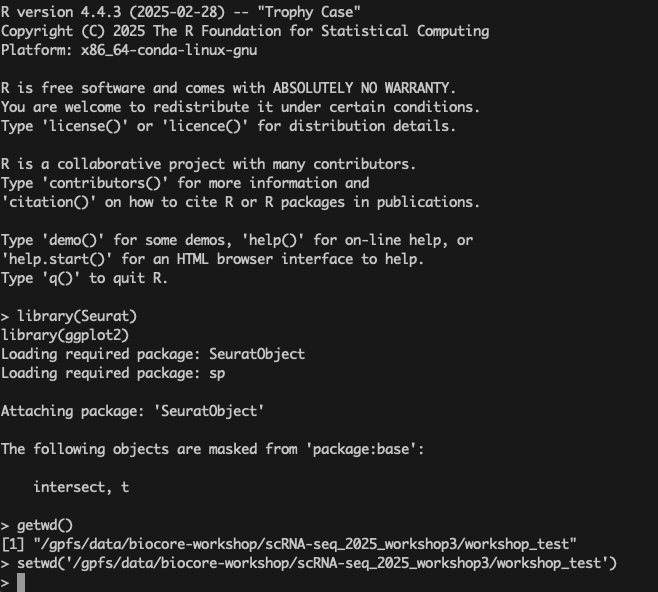 R version 4.4.3 (2025-02-28) -- "Trophy Case"
Copyright (C) 2025 The R Foundation for Statistical Computing
Platform: x86_64-conda-linux-gnu

R is free software and comes with ABSOLUTELY NO WARRANTY.
You are welcome to redistribute it under certain conditions.
Type 'license()' or 'licence()' for distribution details.

R is a collaborative project with many contributors.
Type 'contributors()' for more information and
'citation()' on how to cite R or R packages in publications.

Type 'demo()' for some demos, 'help()' for on-line help, or
'help.start()' for an HTML browser interface to help.
Type 'q()' to quit R.

> library(Seurat)
library(ggplot2)
Loading required package: SeuratObject
Loading required package: sp

Attaching package: 'SeuratObject'

The following objects are masked from 'package:base':

    intersect, t

> getwd()
[1] "/gpfs/data/biocore-workshop/scRNA-seq_2025_workshop3/workshop_test"
> setwd('/gpfs/data/biocore-workshop/scRNA-seq_2025_workshop3/workshop_test')
>